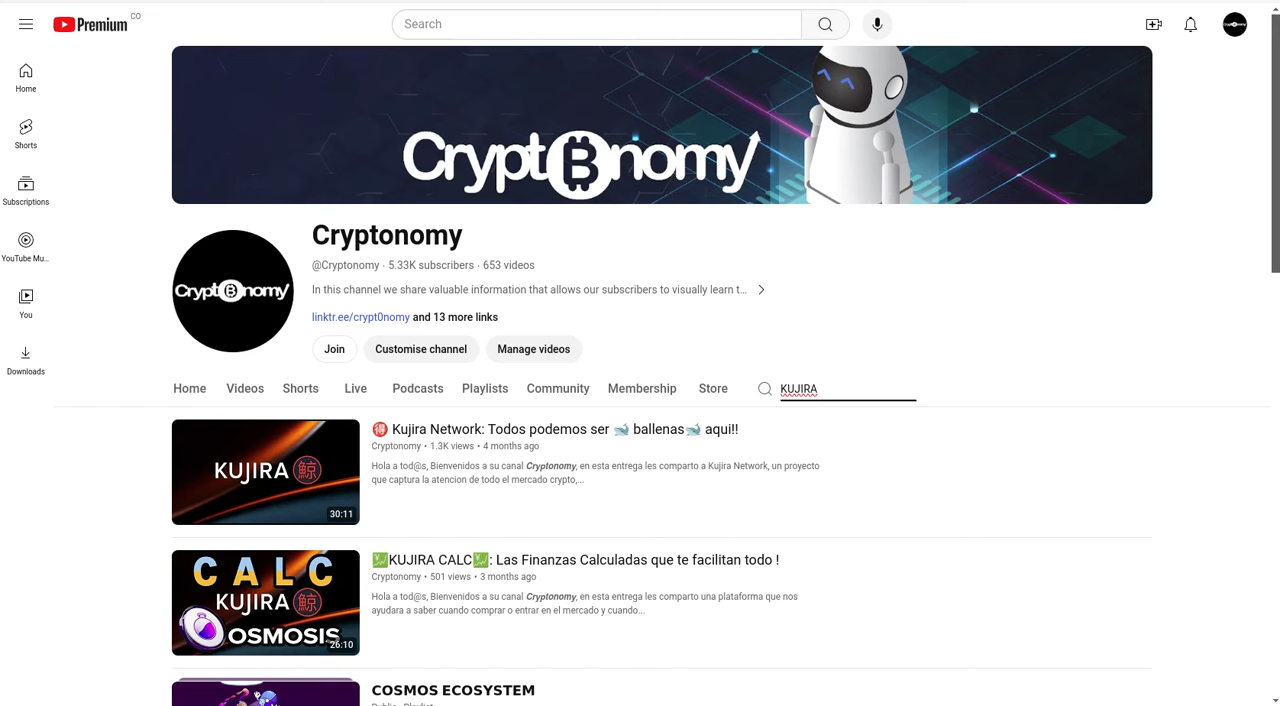 Premium CO
Search
Home
Shorts
Subscriptions
YouTube Mu...
You
Downloads
Cryptonomy
Cryptonomy
Cryptonomy
@Cryptonomy · 5.33K subscribers · 653 videos
In this channel we share valuable information that allows our subscribers to visually learn t...
linktr.ee/crypt0nomy and 13 more links
Join Customise channel Manage videos
Home Videos Shorts Live Podcasts Playlists Community Membership Store KUJIRA
KUJIRA 鯨
30:11
🉐 Kujira Network: Todos podemos ser 🐋 ballenas🐋 aqui!!
Cryptonomy • 1.3K views • 4 months ago
Hola a tod@s, Bienvenidos a su canal Cryptonomy, en esta entrega les comparto a Kujira Network, un proyecto
que captura la atencion de todo el mercado crypto,...
CALC
KUJIRA 鯨
OSMOSIS
26:10
💹KUJIRA CALC💹: Las Finanzas Calculadas que te facilitan todo !
Cryptonomy • 501 views • 3 months ago
Hola a tod@s, Bienvenidos a su canal Cryptonomy, en esta entrega les comparto una plataforma que nos
ayudara a saber cuando comprar o entrar en el mercado y cuando...
COSMOS ECOSYSTEM